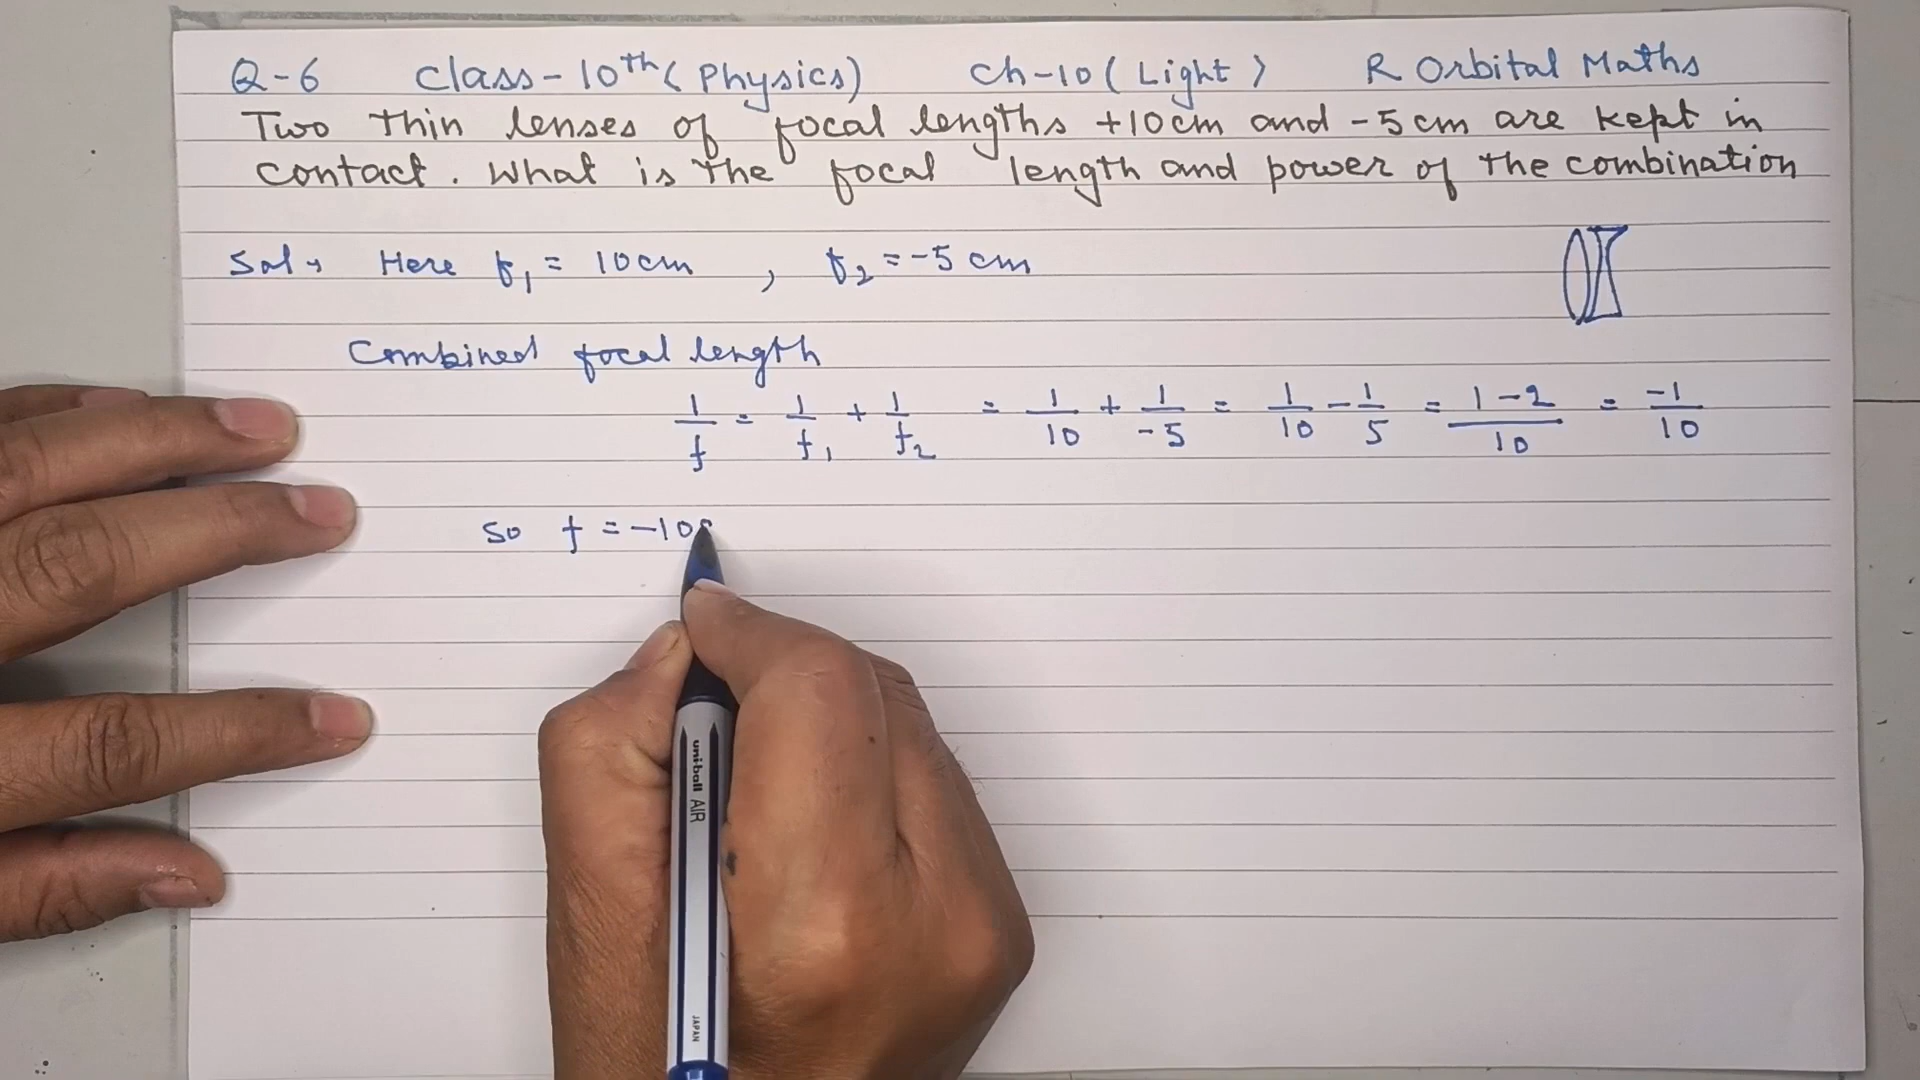 Q-6 Class-10th (Physics) Ch-10 (Light) R Orbital Maths
Two thin lenses of focal lengths +10cm and -5cm are kept in
contact. What is the focal length and power of the combination
Sol→ Here f₁ = 10cm , f₂ = -5 cm
Combined focal length
1/f = 1/f₁ + 1/f₂ = 1/10 + 1/-5 = 1/10 - 1/5 = 1-2/10 = -1/10
So f = -10
uni-ball AIR
JAPAN